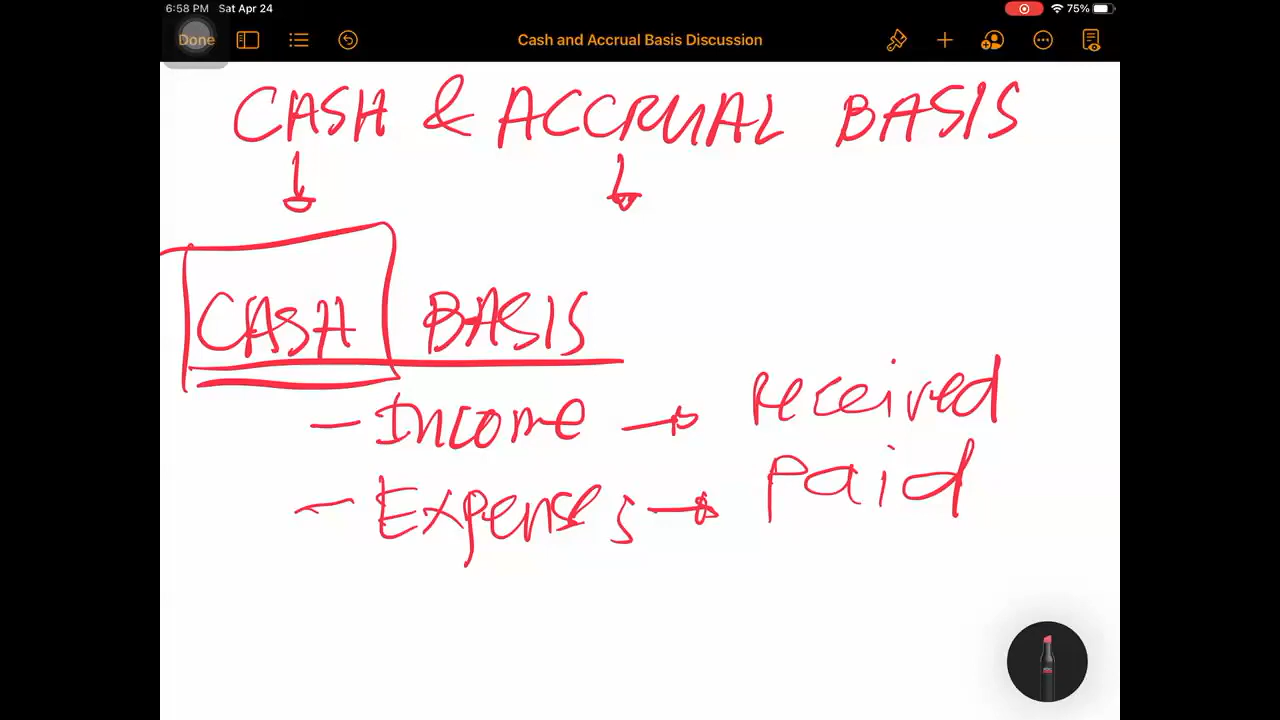 6:58 PM Sat Apr 24 75%
Done Cash and Accrual Basis Discussion
CASH & ACCRUAL BASIS
CASH BASIS
- Income → received
- Expenses → paid